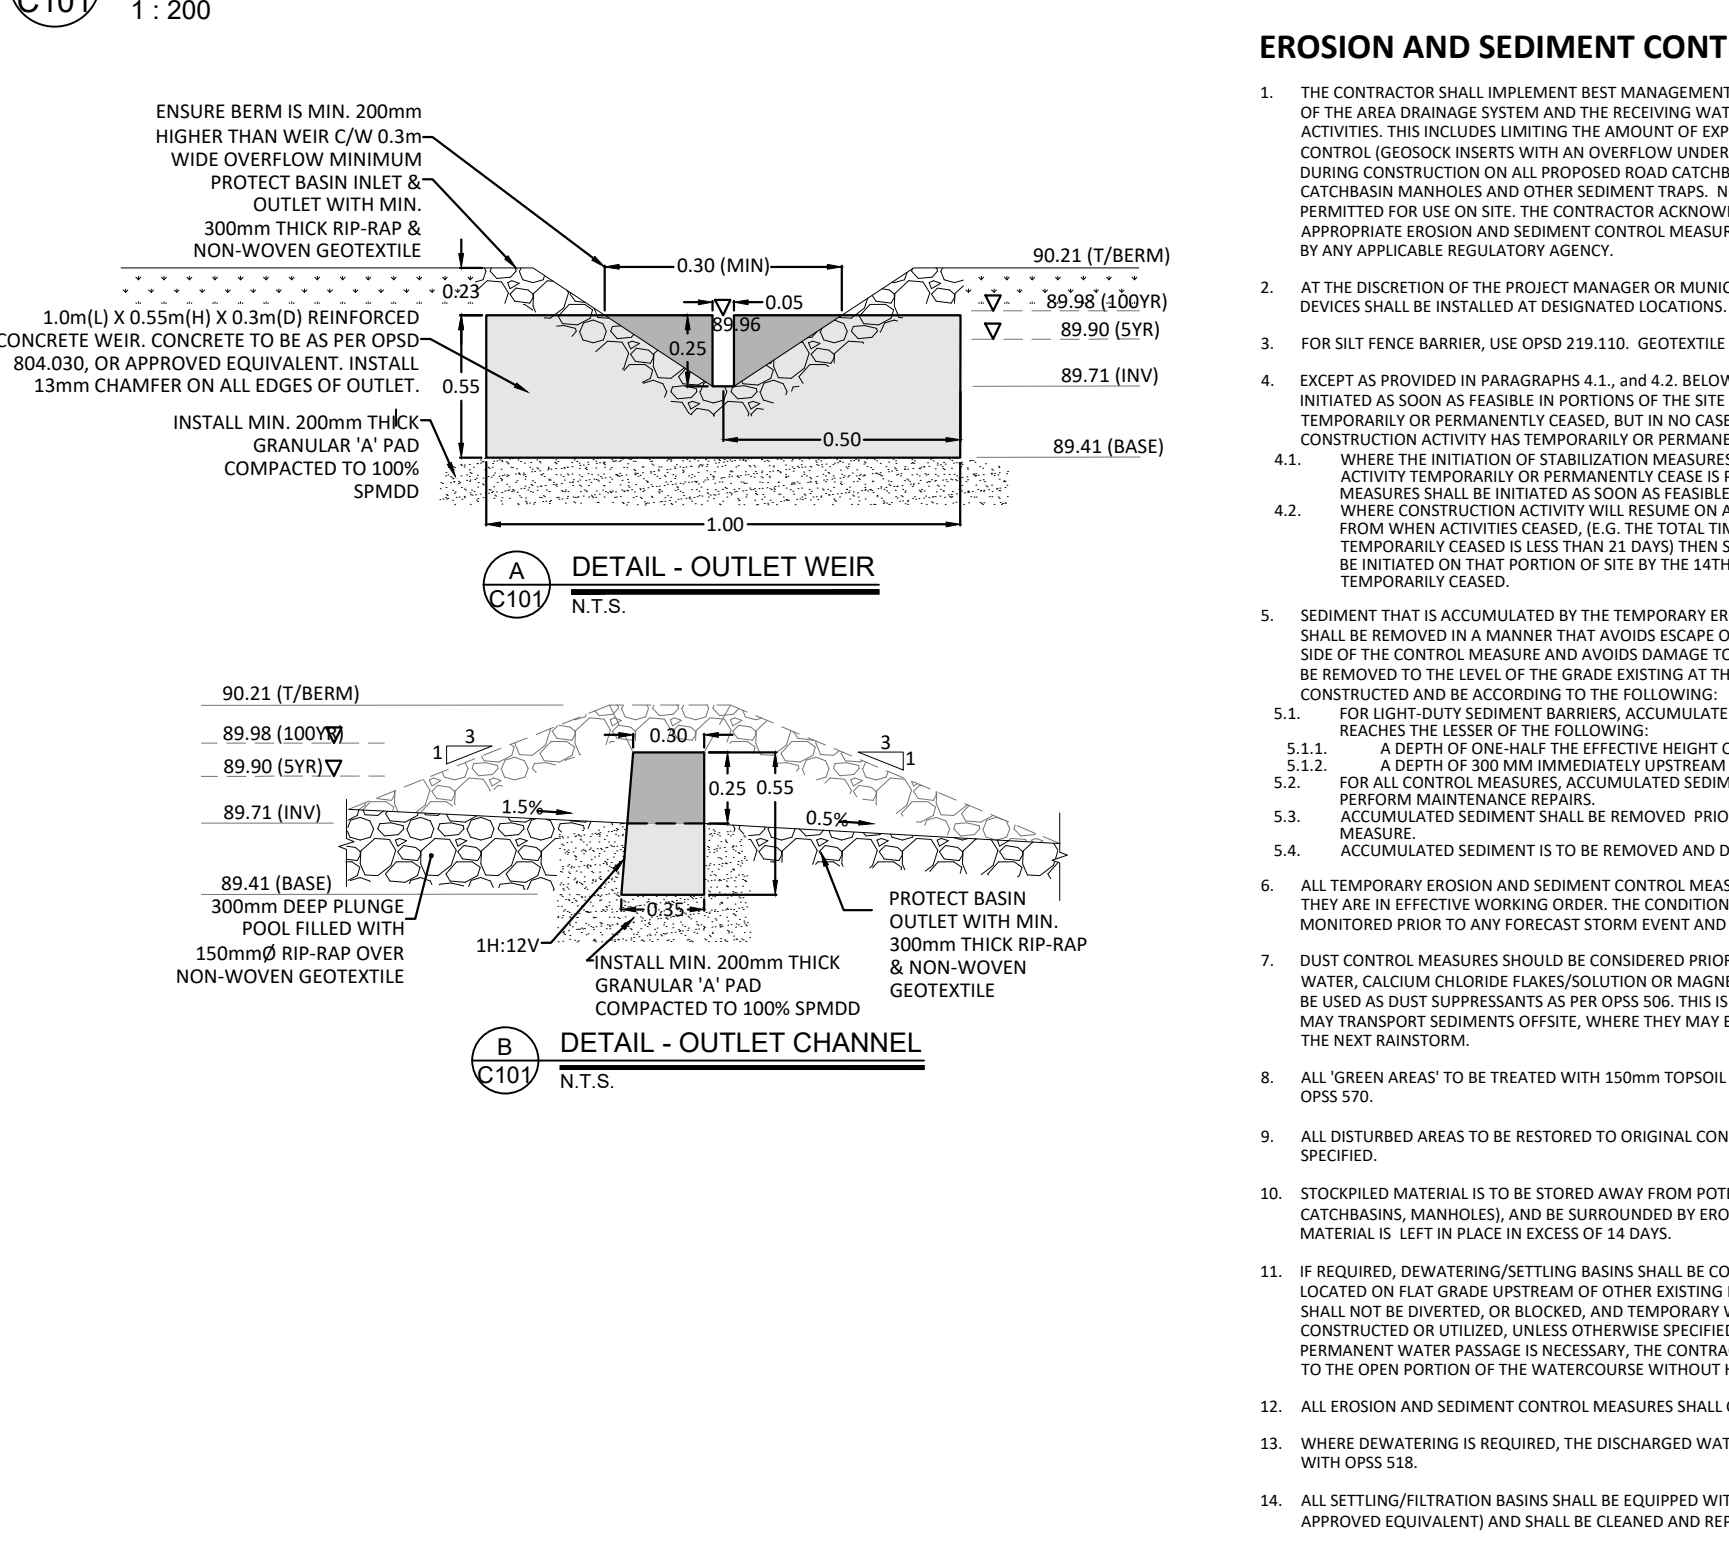 C101
1 : 200
ENSURE BERM IS MIN. 200mm
HIGHER THAN WEIR C/W 0.3m
WIDE OVERFLOW MINIMUM
PROTECT BASIN INLET &
OUTLET WITH MIN.
300mm THICK RIP-RAP &
NON-WOVEN GEOTEXTILE
1.0m(L) X 0.55m(H) X 0.3m(D) REINFORCED
CONCRETE WEIR. CONCRETE TO BE AS PER OPSD
804.030, OR APPROVED EQUIVALENT. INSTALL
13mm CHAMFER ON ALL EDGES OF OUTLET.
INSTALL MIN. 200mm THICK
GRANULAR 'A' PAD
COMPACTED TO 100%
SPMDD
0.23
0.55
0.30 (MIN)
0.05
89.96
0.25
0.50
1.00
90.21 (T/BERM)
89.98 (100YR)
89.90 (5YR)
89.71 (INV)
89.41 (BASE)
A
C101
DETAIL - OUTLET WEIR
N.T.S.
90.21 (T/BERM)
89.98 (100YR)
89.90 (5YR)
89.71 (INV)
89.41 (BASE)
300mm DEEP PLUNGE
POOL FILLED WITH
150mmØ RIP-RAP OVER
NON-WOVEN GEOTEXTILE
3
1
0.30
3
1
0.25 0.55
1.5%
0.5%
0.35
1H:12V
INSTALL MIN. 200mm THICK
GRANULAR 'A' PAD
COMPACTED TO 100% SPMDD
PROTECT BASIN
OUTLET WITH MIN.
300mm THICK RIP-RAP
& NON-WOVEN
GEOTEXTILE
B
C101
DETAIL - OUTLET CHANNEL
N.T.S.
EROSION AND SEDIMENT CONT
1. THE CONTRACTOR SHALL IMPLEMENT BEST MANAGEMENT
OF THE AREA DRAINAGE SYSTEM AND THE RECEIVING WAT
ACTIVITIES. THIS INCLUDES LIMITING THE AMOUNT OF EXP
CONTROL (GEOSOCK INSERTS WITH AN OVERFLOW UNDER
DURING CONSTRUCTION ON ALL PROPOSED ROAD CATCHB
CATCHBASIN MANHOLES AND OTHER SEDIMENT TRAPS. N
PERMITTED FOR USE ON SITE. THE CONTRACTOR ACKNOW
APPROPRIATE EROSION AND SEDIMENT CONTROL MEASUR
BY ANY APPLICABLE REGULATORY AGENCY.
2. AT THE DISCRETION OF THE PROJECT MANAGER OR MUNIC
DEVICES SHALL BE INSTALLED AT DESIGNATED LOCATIONS.
3. FOR SILT FENCE BARRIER, USE OPSD 219.110. GEOTEXTILE
4. EXCEPT AS PROVIDED IN PARAGRAPHS 4.1., and 4.2. BELOW
INITIATED AS SOON AS FEASIBLE IN PORTIONS OF THE SITE
TEMPORARILY OR PERMANENTLY CEASED, BUT IN NO CASE
CONSTRUCTION ACTIVITY HAS TEMPORARILY OR PERMANE
4.1. WHERE THE INITIATION OF STABILIZATION MEASURES
ACTIVITY TEMPORARILY OR PERMANENTLY CEASE IS P
MEASURES SHALL BE INITIATED AS SOON AS FEASIBLE
4.2. WHERE CONSTRUCTION ACTIVITY WILL RESUME ON A
FROM WHEN ACTIVITIES CEASED, (E.G. THE TOTAL TIM
TEMPORARILY CEASED IS LESS THAN 21 DAYS) THEN S
BE INITIATED ON THAT PORTION OF SITE BY THE 14TH
TEMPORARILY CEASED.
5. SEDIMENT THAT IS ACCUMULATED BY THE TEMPORARY ER
SHALL BE REMOVED IN A MANNER THAT AVOIDS ESCAPE O
SIDE OF THE CONTROL MEASURE AND AVOIDS DAMAGE TO
BE REMOVED TO THE LEVEL OF THE GRADE EXISTING AT TH
CONSTRUCTED AND BE ACCORDING TO THE FOLLOWING:
5.1. FOR LIGHT-DUTY SEDIMENT BARRIERS, ACCUMULATE
REACHES THE LESSER OF THE FOLLOWING:
5.1.1. A DEPTH OF ONE-HALF THE EFFECTIVE HEIGHT O
5.1.2. A DEPTH OF 300 MM IMMEDIATELY UPSTREAM
5.2. FOR ALL CONTROL MEASURES, ACCUMULATED SEDIM
PERFORM MAINTENANCE REPAIRS.
5.3. ACCUMULATED SEDIMENT SHALL BE REMOVED PRIO
MEASURE.
5.4. ACCUMULATED SEDIMENT IS TO BE REMOVED AND D
6. ALL TEMPORARY EROSION AND SEDIMENT CONTROL MEAS
THEY ARE IN EFFECTIVE WORKING ORDER. THE CONDITION
MONITORED PRIOR TO ANY FORECAST STORM EVENT AND
7. DUST CONTROL MEASURES SHOULD BE CONSIDERED PRIOR
WATER, CALCIUM CHLORIDE FLAKES/SOLUTION OR MAGNE
BE USED AS DUST SUPPRESSANTS AS PER OPSS 506. THIS IS
MAY TRANSPORT SEDIMENTS OFFSITE, WHERE THEY MAY B
THE NEXT RAINSTORM.
8. ALL 'GREEN AREAS' TO BE TREATED WITH 150mm TOPSOIL
OPSS 570.
9. ALL DISTURBED AREAS TO BE RESTORED TO ORIGINAL CON
SPECIFIED.
10. STOCKPILED MATERIAL IS TO BE STORED AWAY FROM POTE
CATCHBASINS, MANHOLES), AND BE SURROUNDED BY ERO
MATERIAL IS LEFT IN PLACE IN EXCESS OF 14 DAYS.
11. IF REQUIRED, DEWATERING/SETTLING BASINS SHALL BE CO
LOCATED ON FLAT GRADE UPSTREAM OF OTHER EXISTING
SHALL NOT BE DIVERTED, OR BLOCKED, AND TEMPORARY W
CONSTRUCTED OR UTILIZED, UNLESS OTHERWISE SPECIFIED
PERMANENT WATER PASSAGE IS NECESSARY, THE CONTRAC
TO THE OPEN PORTION OF THE WATERCOURSE WITHOUT H
12. ALL EROSION AND SEDIMENT CONTROL MEASURES SHALL
13. WHERE DEWATERING IS REQUIRED, THE DISCHARGED WAT
WITH OPSS 518.
14. ALL SETTLING/FILTRATION BASINS SHALL BE EQUIPPED WIT
APPROVED EQUIVALENT) AND SHALL BE CLEANED AND REP